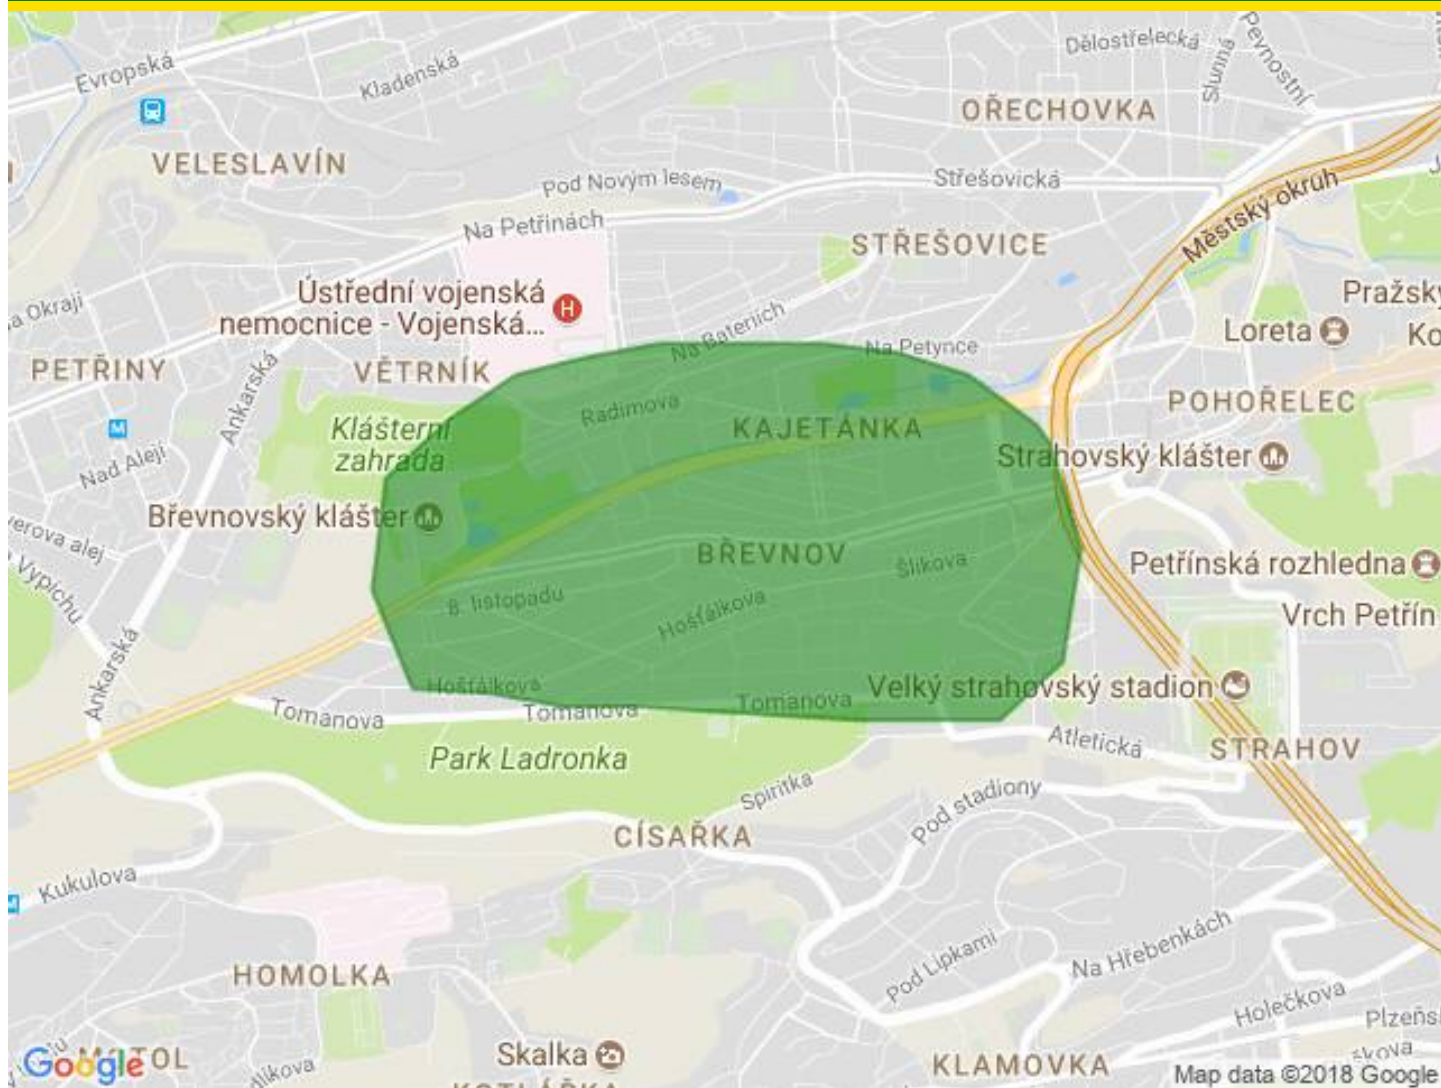 Dělostřelecká
Slunná
Pevnostní
Evropská
Kladenská
OŘECHOVKA
VELESLAVÍN
Pod Novým lesem
Střešovická
Městský okruh
Na Petřinách
STŘEŠOVICE
Ústřední vojenská
nemocnice - Vojenská...
H
Pražský
Loreta
Ko
a Okraji
Na Bateriích
Na Petynce
PETŘINY
VĚTRNÍK
Ankarská
POHOŘELEC
Radimova
KAJETÁNKA
Klášterní
zahrada
M
Nad Alejí
Strahovský klášter
Břevnovský klášter
erova alej
BŘEVNOV
Šlikova
Petřínská rozhledna
Vypichu
8. listopadu
Hošťálkova
Vrch Petřín
Ankarská
Hošťálkova
Velký strahovský stadion
Tomanova
Tomanova
Tomanova
Atletická
STRAHOV
Park Ladronka
Spiritka
Pod stadiony
CÍSAŘKA
Kukulova
Na Hřebenkách
Pod Lipkami
HOMOLKA
Holečkova
Plzeňs
Google
TOL
Skalka
KLAMOVKA
škova
dlikova
KOTLÁŘKA
Map data ©2018 Google